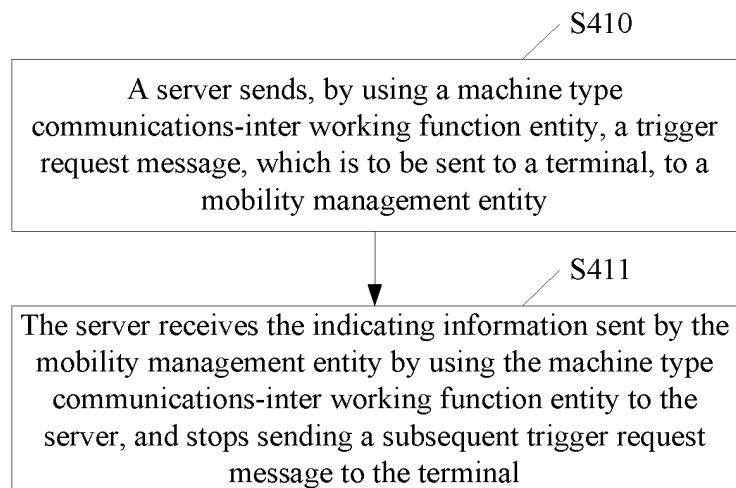 S410
A server sends, by using a machine type
communications-inter working function entity, a trigger
request message, which is to be sent to a terminal, to a
mobility management entity
S411
The server receives the indicating information sent by the
mobility management entity by using the machine type
communications-inter working function entity to the
server, and stops sending a subsequent trigger request
message to the terminal